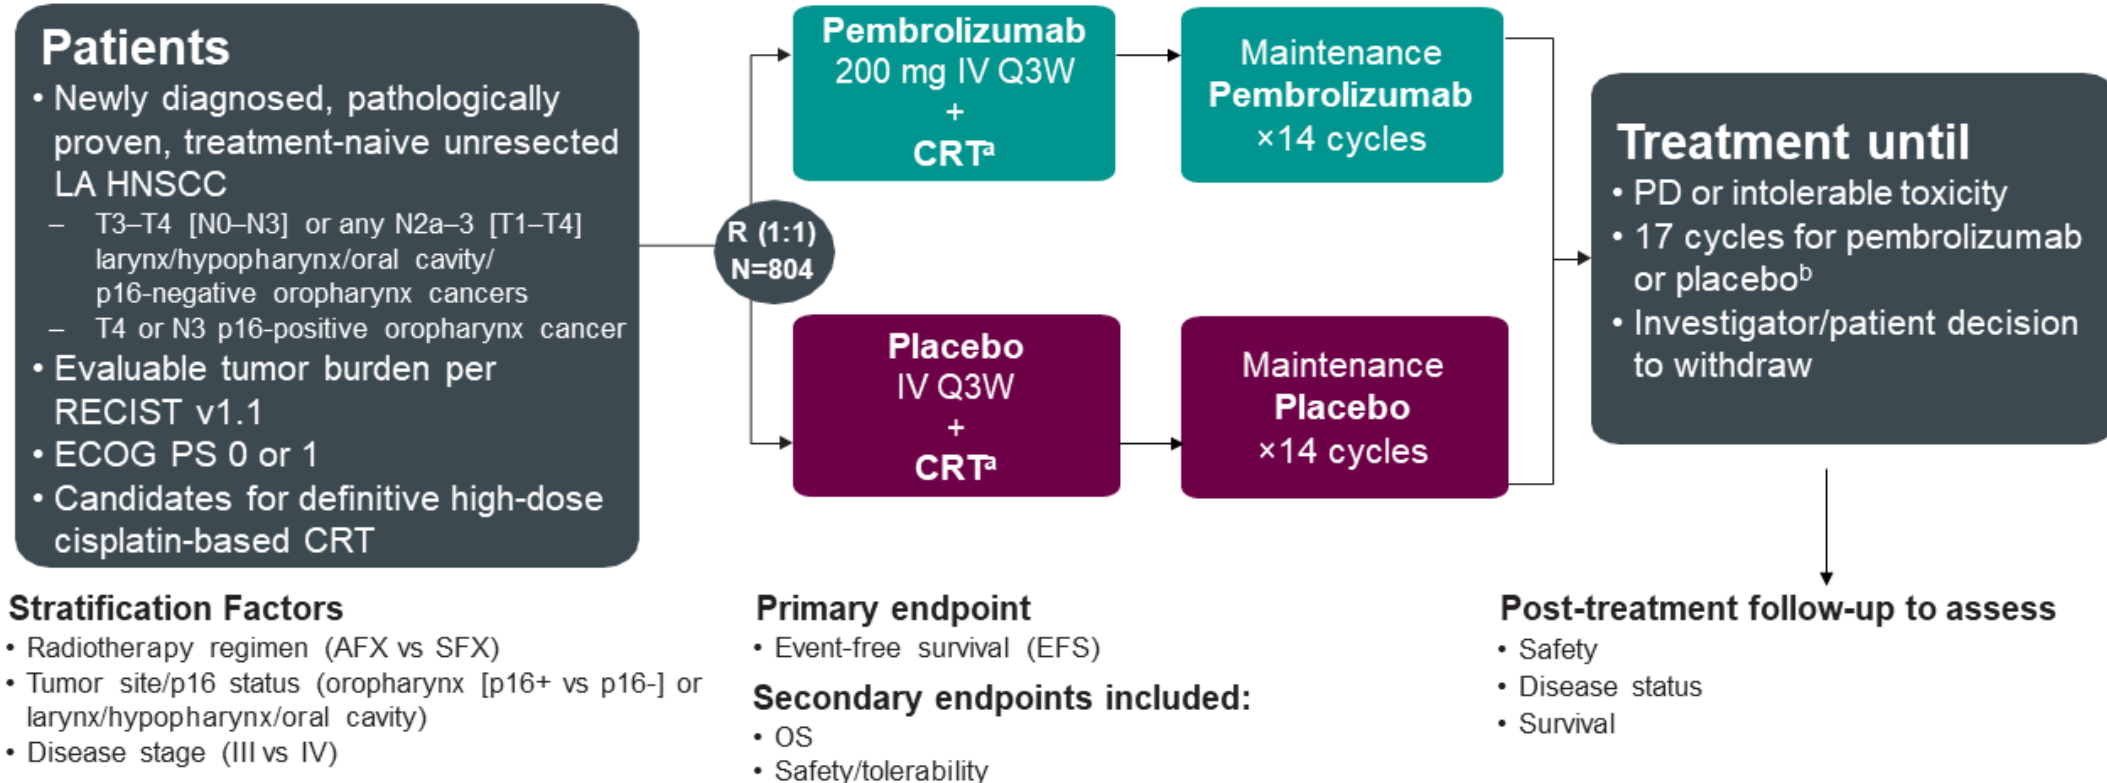 Patients
• Newly diagnosed, pathologically
proven, treatment-naive unresected
LA HNSCC
– T3–T4 [N0–N3] or any N2a–3 [T1–T4]
larynx/hypopharynx/oral cavity/
p16-negative oropharynx cancers
– T4 or N3 p16-positive oropharynx cancer
• Evaluable tumor burden per
RECIST v1.1
• ECOG PS 0 or 1
• Candidates for definitive high-dose
cisplatin-based CRT
R (1:1)
N=804
Pembrolizumab
200 mg IV Q3W
+
CRTᵃ
Maintenance
Pembrolizumab
×14 cycles
Placebo
IV Q3W
+
CRTᵃ
Maintenance
Placebo
×14 cycles
Treatment until
• PD or intolerable toxicity
• 17 cycles for pembrolizumab
or placeboᵇ
• Investigator/patient decision
to withdraw
Stratification Factors
• Radiotherapy regimen (AFX vs SFX)
• Tumor site/p16 status (oropharynx [p16+ vs p16-] or
larynx/hypopharynx/oral cavity)
• Disease stage (III vs IV)
Primary endpoint
• Event-free survival (EFS)
Secondary endpoints included:
• OS
• Safety/tolerability
Post-treatment follow-up to assess
• Safety
• Disease status
• Survival